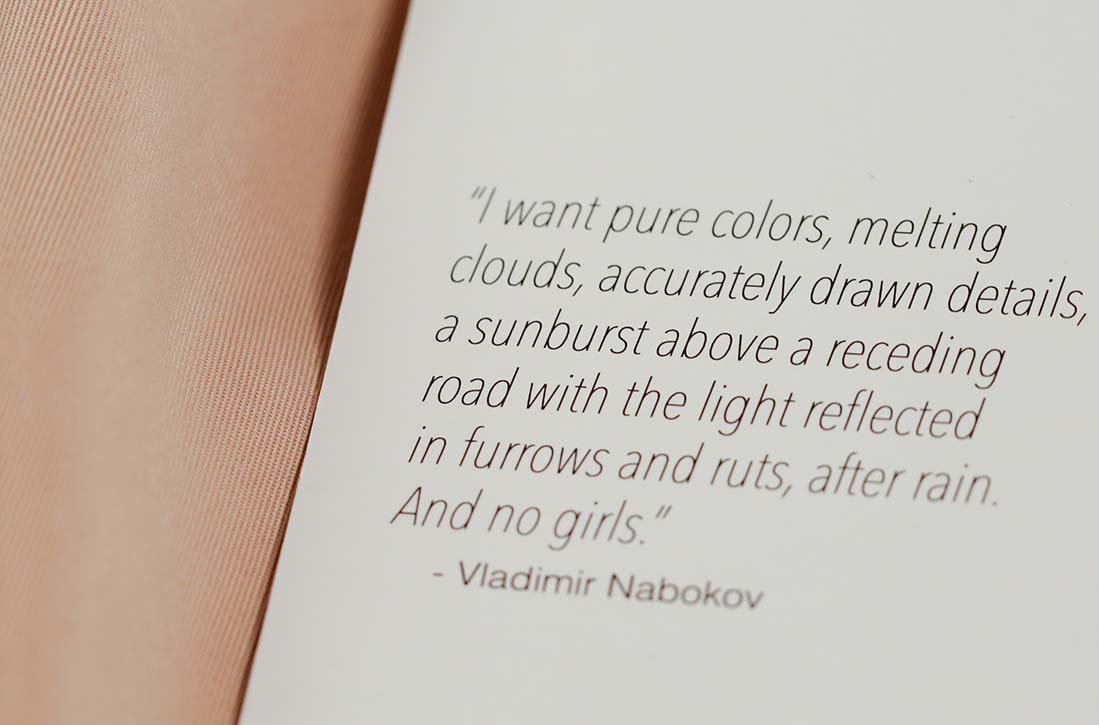 “I want pure colors, melting
clouds, accurately drawn details,
a sunburst above a receding
road with the light reflected
in furrows and ruts, after rain.
And no girls.”
- Vladimir Nabokov